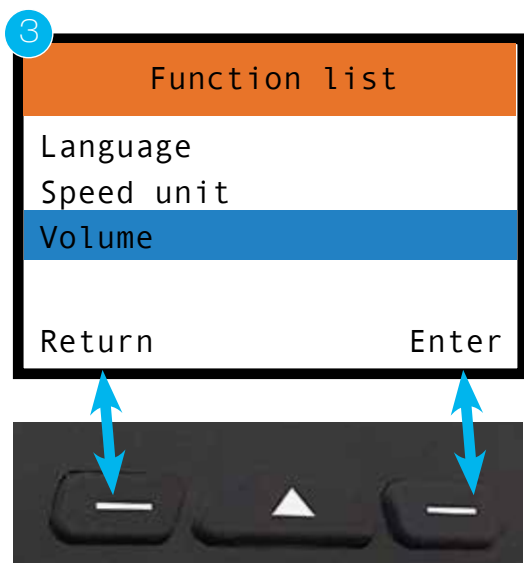 3
Function list
Language
Speed unit
Volume
Return Enter